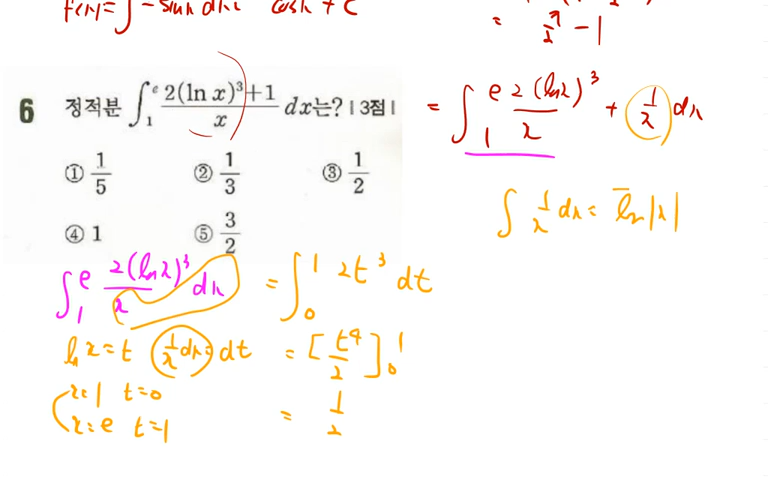 f(x)=∫-sinx dx= cosx + C
= π/2 - 1
6 정적분 ∫₁ᵉ (2(ln x)³+1)/x dx는? | 3점 |
= ∫₁ᵉ 2(lnx)³/x + 1/x dx
① 1/5 ② 1/3 ③ 1/2
④ 1 ⑤ 3/2
∫ 1/x dx = ln|x|
∫₁ᵉ 2(lnx)³/x dx = ∫₀¹ 2t³ dt
lnx=t 1/x dx = dt = [t⁴/2]₀¹
x=1 t=0
x=e t=1 = 1/2